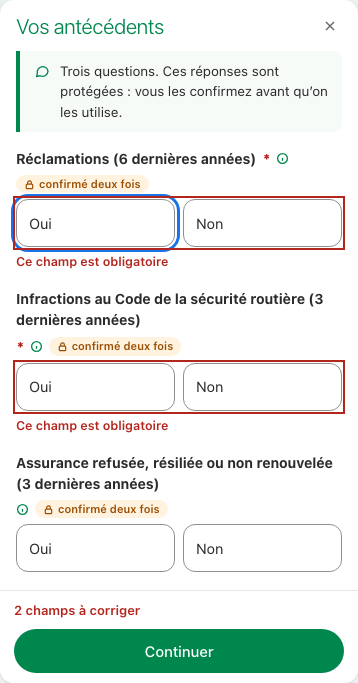 Vos antécédents
Trois questions. Ces réponses sont
protégées : vous les confirmez avant qu’on
les utilise.
Réclamations (6 dernières années) *
confirmé deux fois
Oui
Non
Ce champ est obligatoire
Infractions au Code de la sécurité routière (3
dernières années)
* confirmé deux fois
Oui
Non
Ce champ est obligatoire
Assurance refusée, résiliée ou non renouvelée
(3 dernières années)
confirmé deux fois
Oui
Non
2 champs à corriger
Continuer